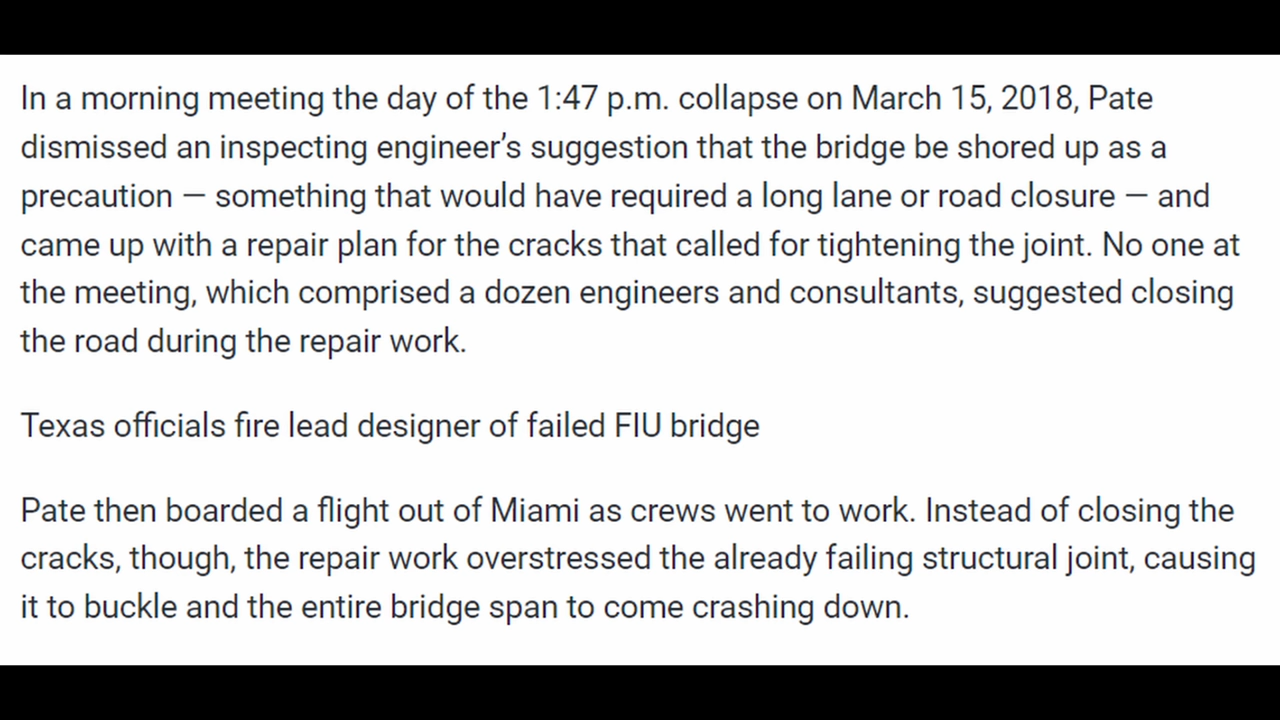 In a morning meeting the day of the 1:47 p.m. collapse on March 15, 2018, Pate
dismissed an inspecting engineer’s suggestion that the bridge be shored up as a
precaution — something that would have required a long lane or road closure — and
came up with a repair plan for the cracks that called for tightening the joint. No one at
the meeting, which comprised a dozen engineers and consultants, suggested closing
the road during the repair work.
Texas officials fire lead designer of failed FIU bridge
Pate then boarded a flight out of Miami as crews went to work. Instead of closing the
cracks, though, the repair work overstressed the already failing structural joint, causing
it to buckle and the entire bridge span to come crashing down.